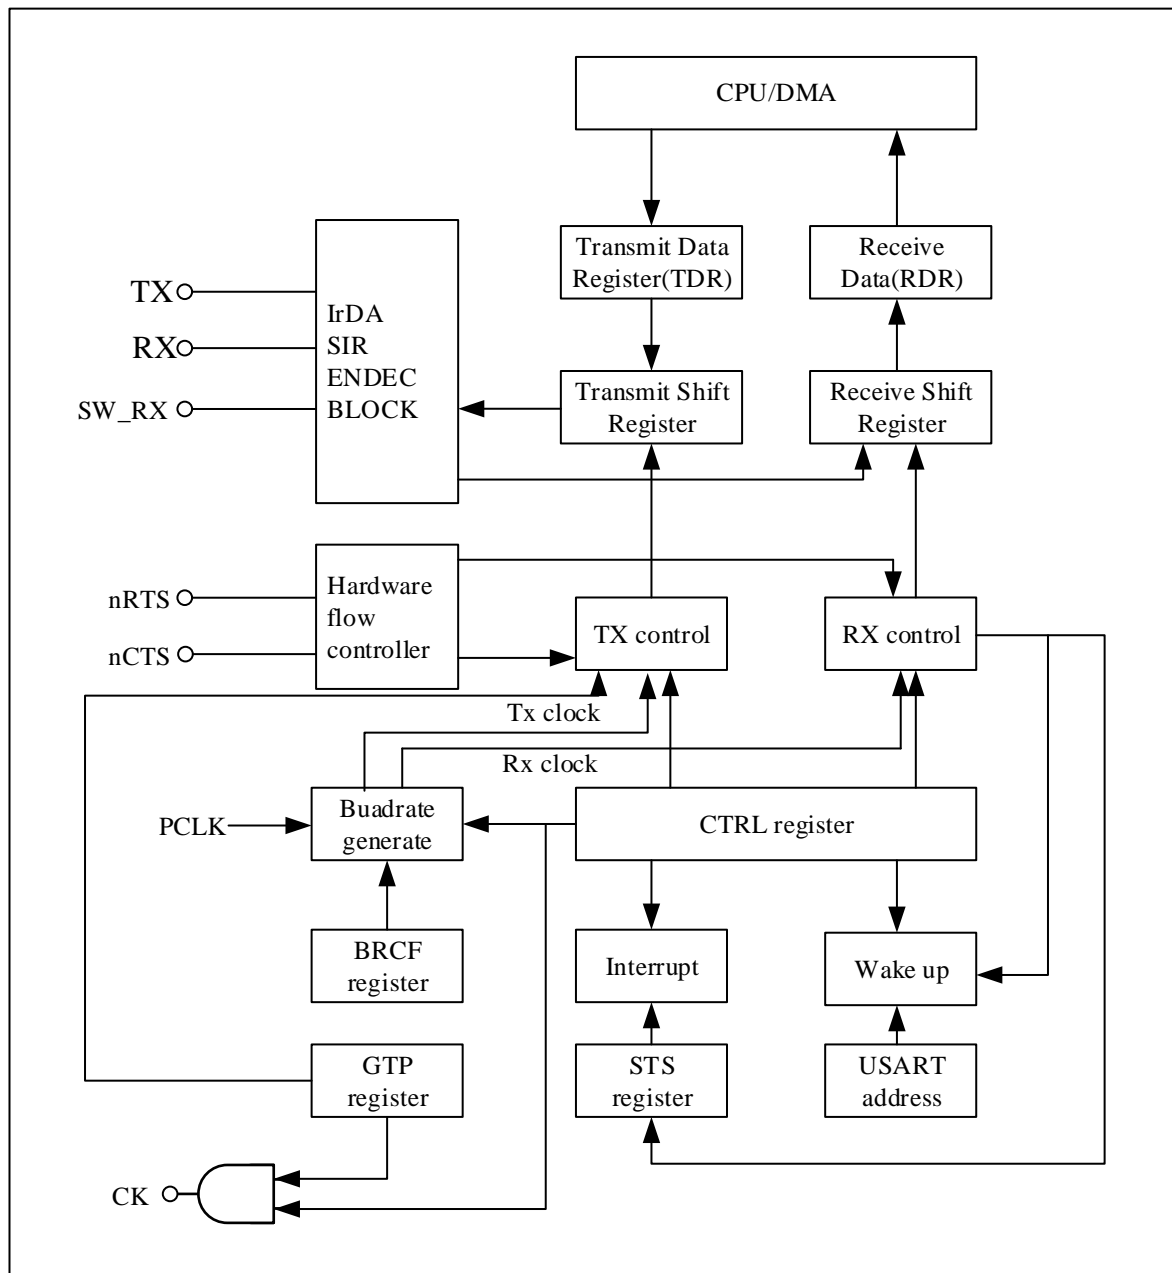 CPU/DMA
Transmit Data
Register(TDR)
Receive
Data(RDR)
TX
RX
SW_RX
IrDA
SIR
ENDEC
BLOCK
Transmit Shift
Register
Receive Shift
Register
nRTS
nCTS
Hardware
flow
controller
TX control
RX control
Tx clock
Rx clock
PCLK
Buadrate
generate
CTRL register
BRCF
register
Interrupt
Wake up
GTP
register
STS
register
USART
address
CK